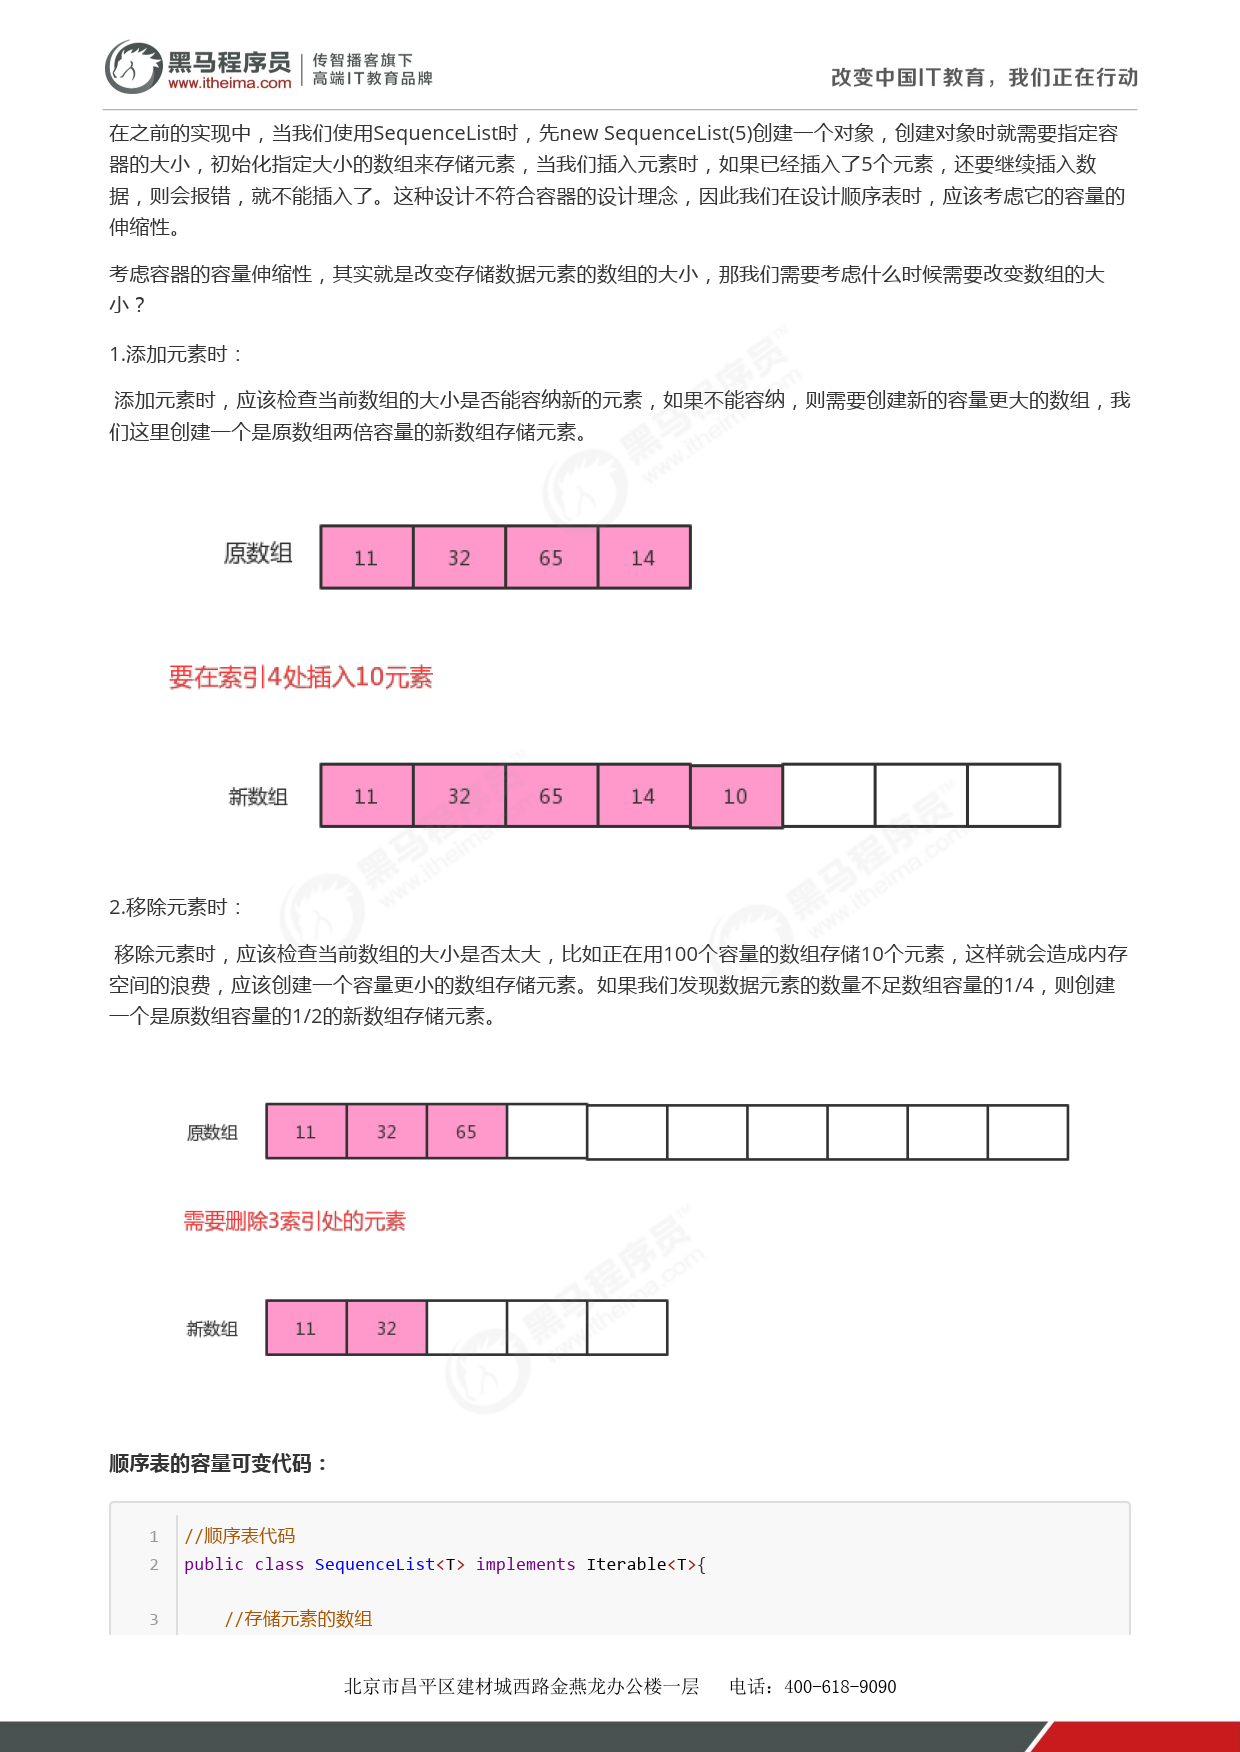 黑马程序员
www.itheima.com
传智播客旗下
高端IT教育品牌
改变中国IT教育，我们正在行动
在之前的实现中，当我们使用SequenceList时，先new SequenceList(5)创建一个对象，创建对象时就需要指定容
器的大小，初始化指定大小的数组来存储元素，当我们插入元素时，如果已经插入了5个元素，还要继续插入数
据，则会报错，就不能插入了。这种设计不符合容器的设计理念，因此我们在设计顺序表时，应该考虑它的容量的
伸缩性。
考虑容器的容量伸缩性，其实就是改变存储数据元素的数组的大小，那我们需要考虑什么时候需要改变数组的大
小？
1.添加元素时：
添加元素时，应该检查当前数组的大小是否能容纳新的元素，如果不能容纳，则需要创建新的容量更大的数组，我
们这里创建一个是原数组两倍容量的新数组存储元素。
原数组 11 32 65 14
要在索引4处插入10元素
新数组 11 32 65 14 10
2.移除元素时：
移除元素时，应该检查当前数组的大小是否太大，比如正在用100个容量的数组存储10个元素，这样就会造成内存
空间的浪费，应该创建一个容量更小的数组存储元素。如果我们发现数据元素的数量不足数组容量的1/4，则创建
一个是原数组容量的1/2的新数组存储元素。
原数组 11 32 65
需要删除3索引处的元素
新数组 11 32
顺序表的容量可变代码：
1 //顺序表代码
2 public class SequenceList<T> implements Iterable<T>{
3 //存储元素的数组
北京市昌平区建材城西路金燕龙办公楼一层 电话：400-618-9090